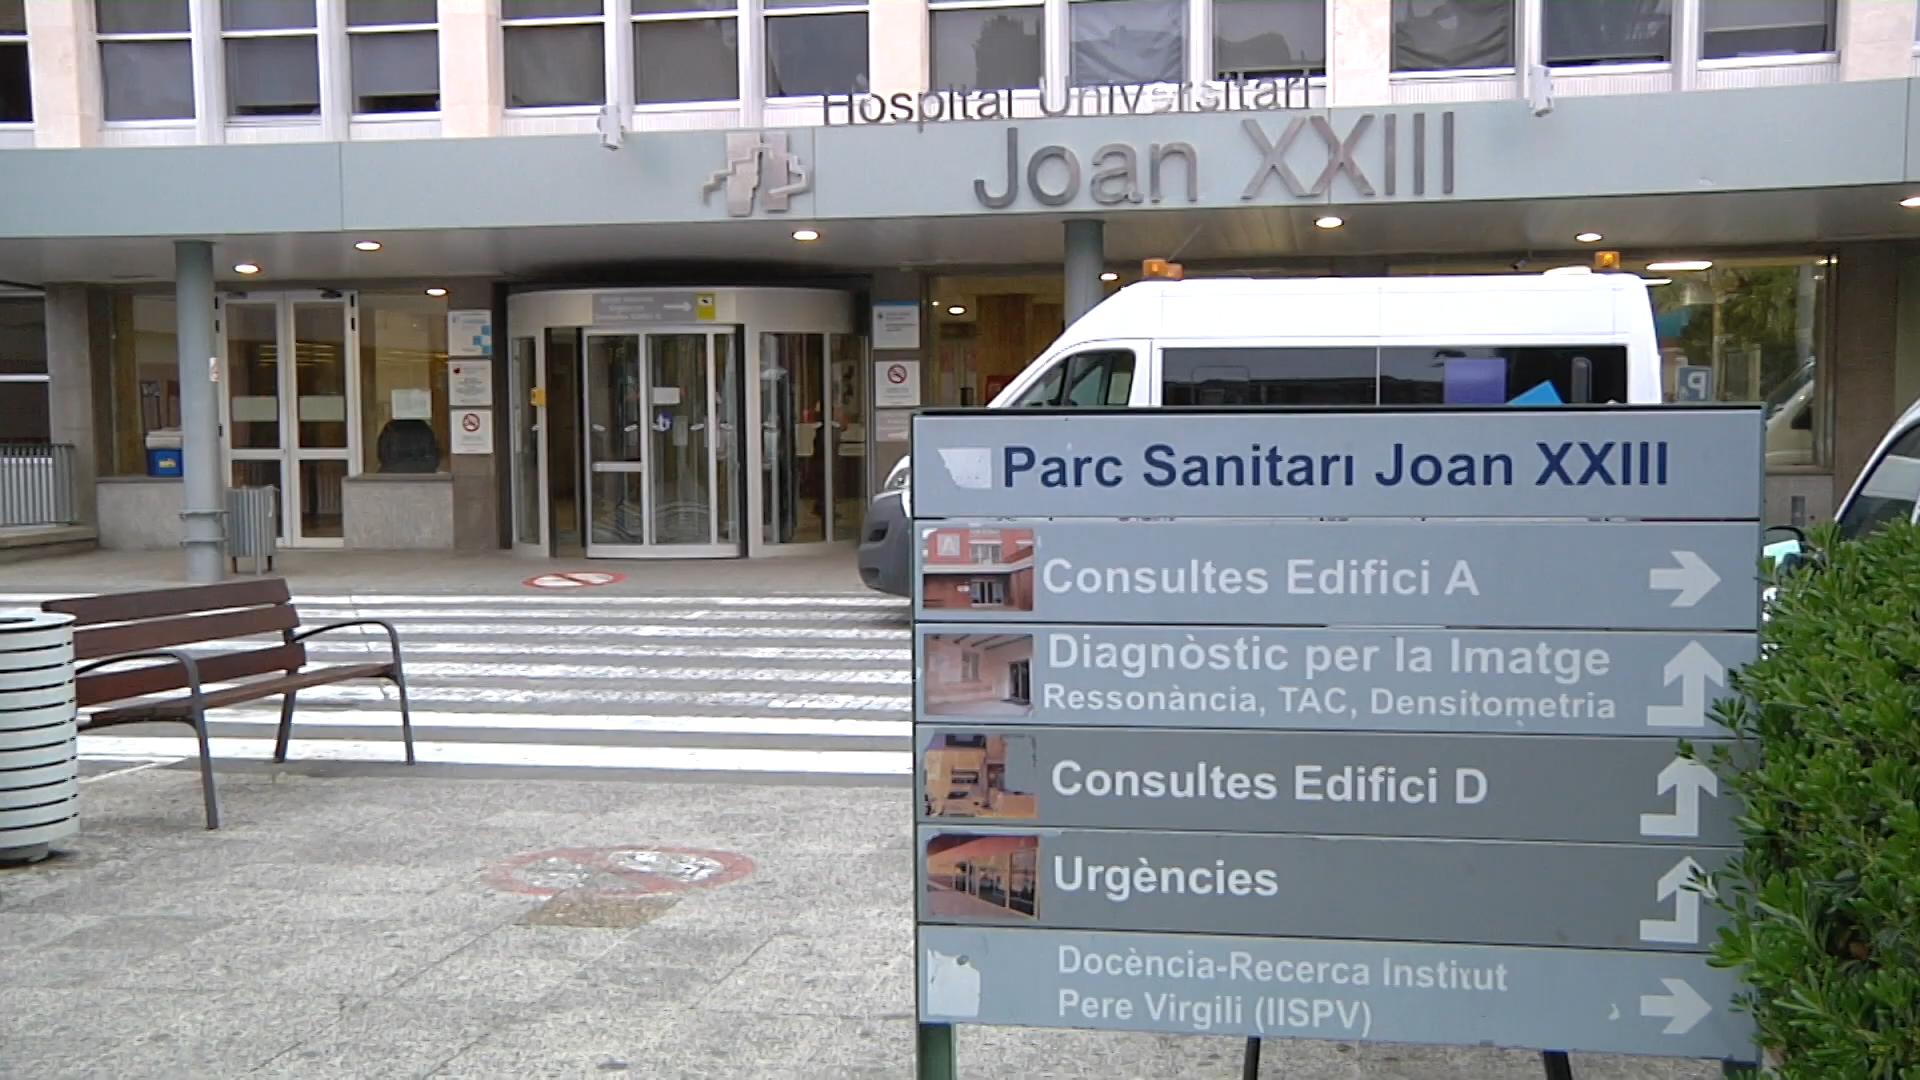 Hospital Universitari
Joan XXIII
Parc Sanitari Joan XXIII
Consultes Edifici A
Diagnòstic per la Imatge
Ressonància, TAC, Densitometria
Consultes Edifici D
Urgències
Docència-Recerca Institut
Pere Virgili (IISPV)